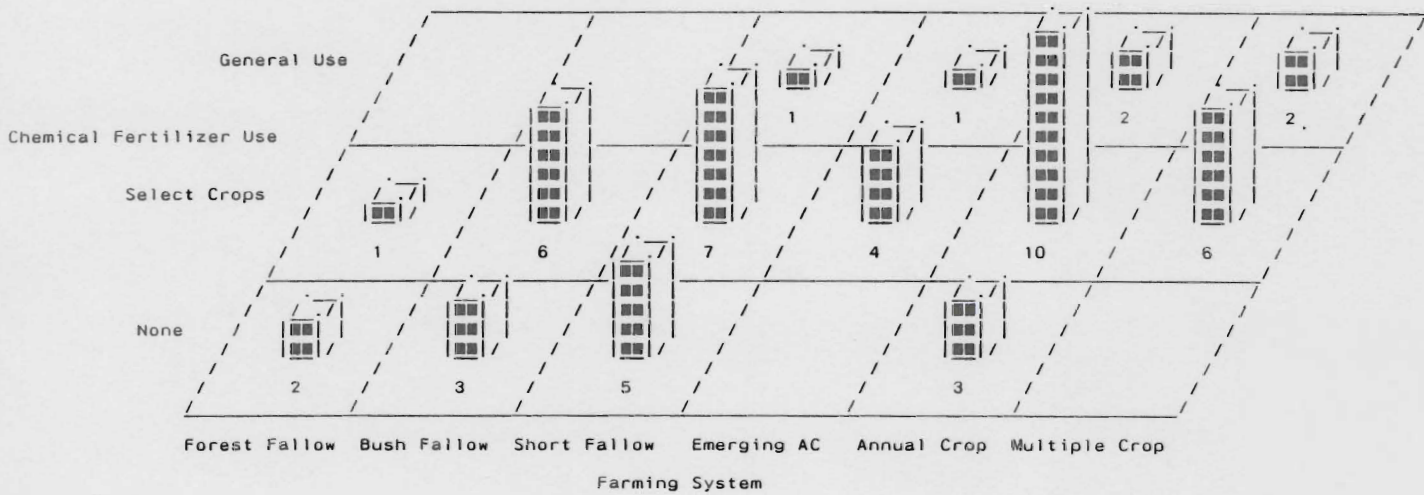 General Use
1 1 2 2
Chemical Fertilizer Use
Select Crops
1 6 7 4 10 6
None
2 3 5 3
Forest Fallow Bush Fallow Short Fallow Emerging AC Annual Crop Multiple Crop
Farming System